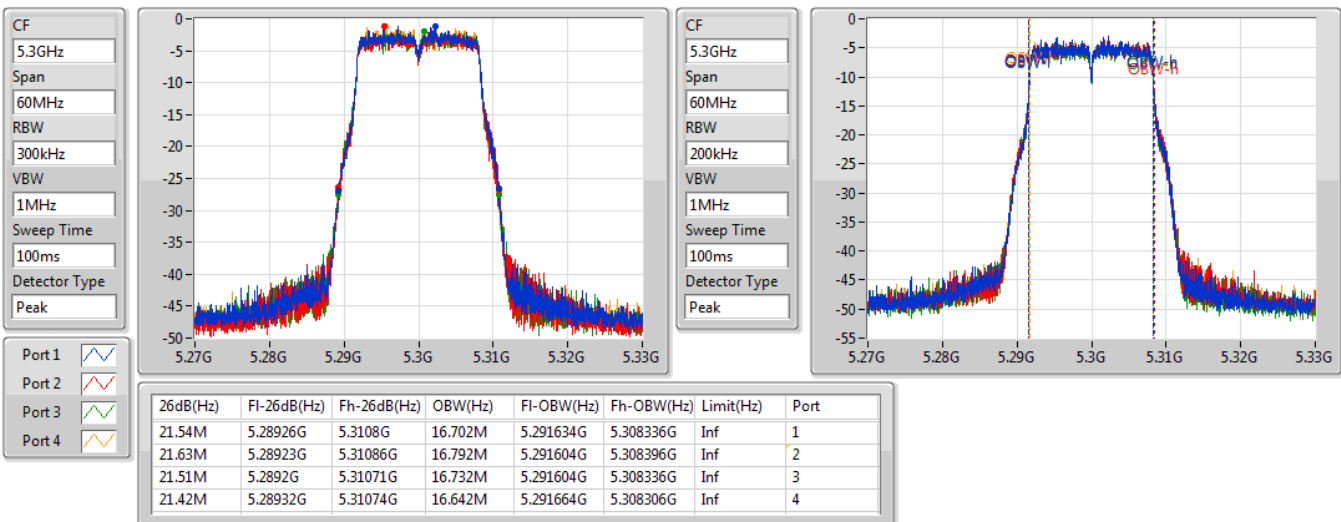 CF
5.3GHz
Span
60MHz
RBW
300kHz
VBW
1MHz
Sweep Time
100ms
Detector Type
Peak
0
-5
-10
-15
-20
-25
-30
-35
-40
-45
-50
5.27G 5.28G 5.29G 5.3G 5.31G 5.32G 5.33G
CF
5.3GHz
Span
60MHz
RBW
200kHz
VBW
1MHz
Sweep Time
100ms
Detector Type
Peak
0
-5
-10
-15
-20
-25
-30
-35
-40
-45
-50
-55
OBW-h
OBW-h
5.27G 5.28G 5.29G 5.3G 5.31G 5.32G 5.33G
Port 1
Port 2
Port 3
Port 4
26dB(Hz) Fl-26dB(Hz) Fh-26dB(Hz) OBW(Hz) Fl-OBW(Hz) Fh-OBW(Hz) Limit(Hz) Port
21.54M 5.28926G 5.3108G 16.702M 5.291634G 5.308336G Inf 1
21.63M 5.28923G 5.31086G 16.792M 5.291604G 5.308396G Inf 2
21.51M 5.2892G 5.31071G 16.732M 5.291604G 5.308336G Inf 3
21.42M 5.28932G 5.31074G 16.642M 5.291664G 5.308306G Inf 4